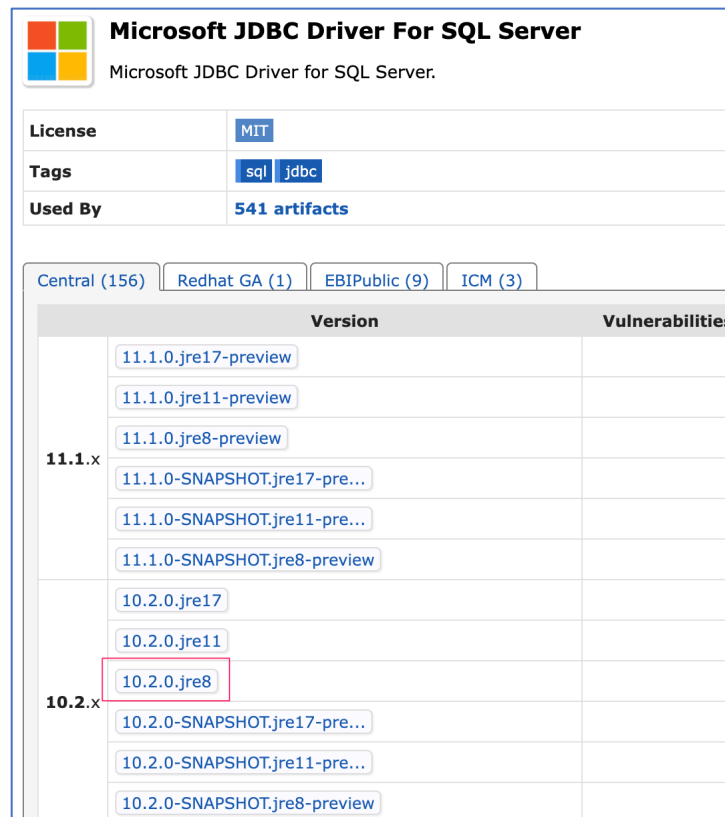 Microsoft JDBC Driver For SQL Server
Microsoft JDBC Driver for SQL Server.
License MIT
Tags sql jdbc
Used By 541 artifacts
Central (156) Redhat GA (1) EBIPublic (9) ICM (3)
Version Vulnerabilities
11.1.0.jre17-preview
11.1.0.jre11-preview
11.1.0.jre8-preview
11.1.x
11.1.0-SNAPSHOT.jre17-pre...
11.1.0-SNAPSHOT.jre11-pre...
11.1.0-SNAPSHOT.jre8-preview
10.2.0.jre17
10.2.0.jre11
10.2.0.jre8
10.2.x
10.2.0-SNAPSHOT.jre17-pre...
10.2.0-SNAPSHOT.jre11-pre...
10.2.0-SNAPSHOT.jre8-preview